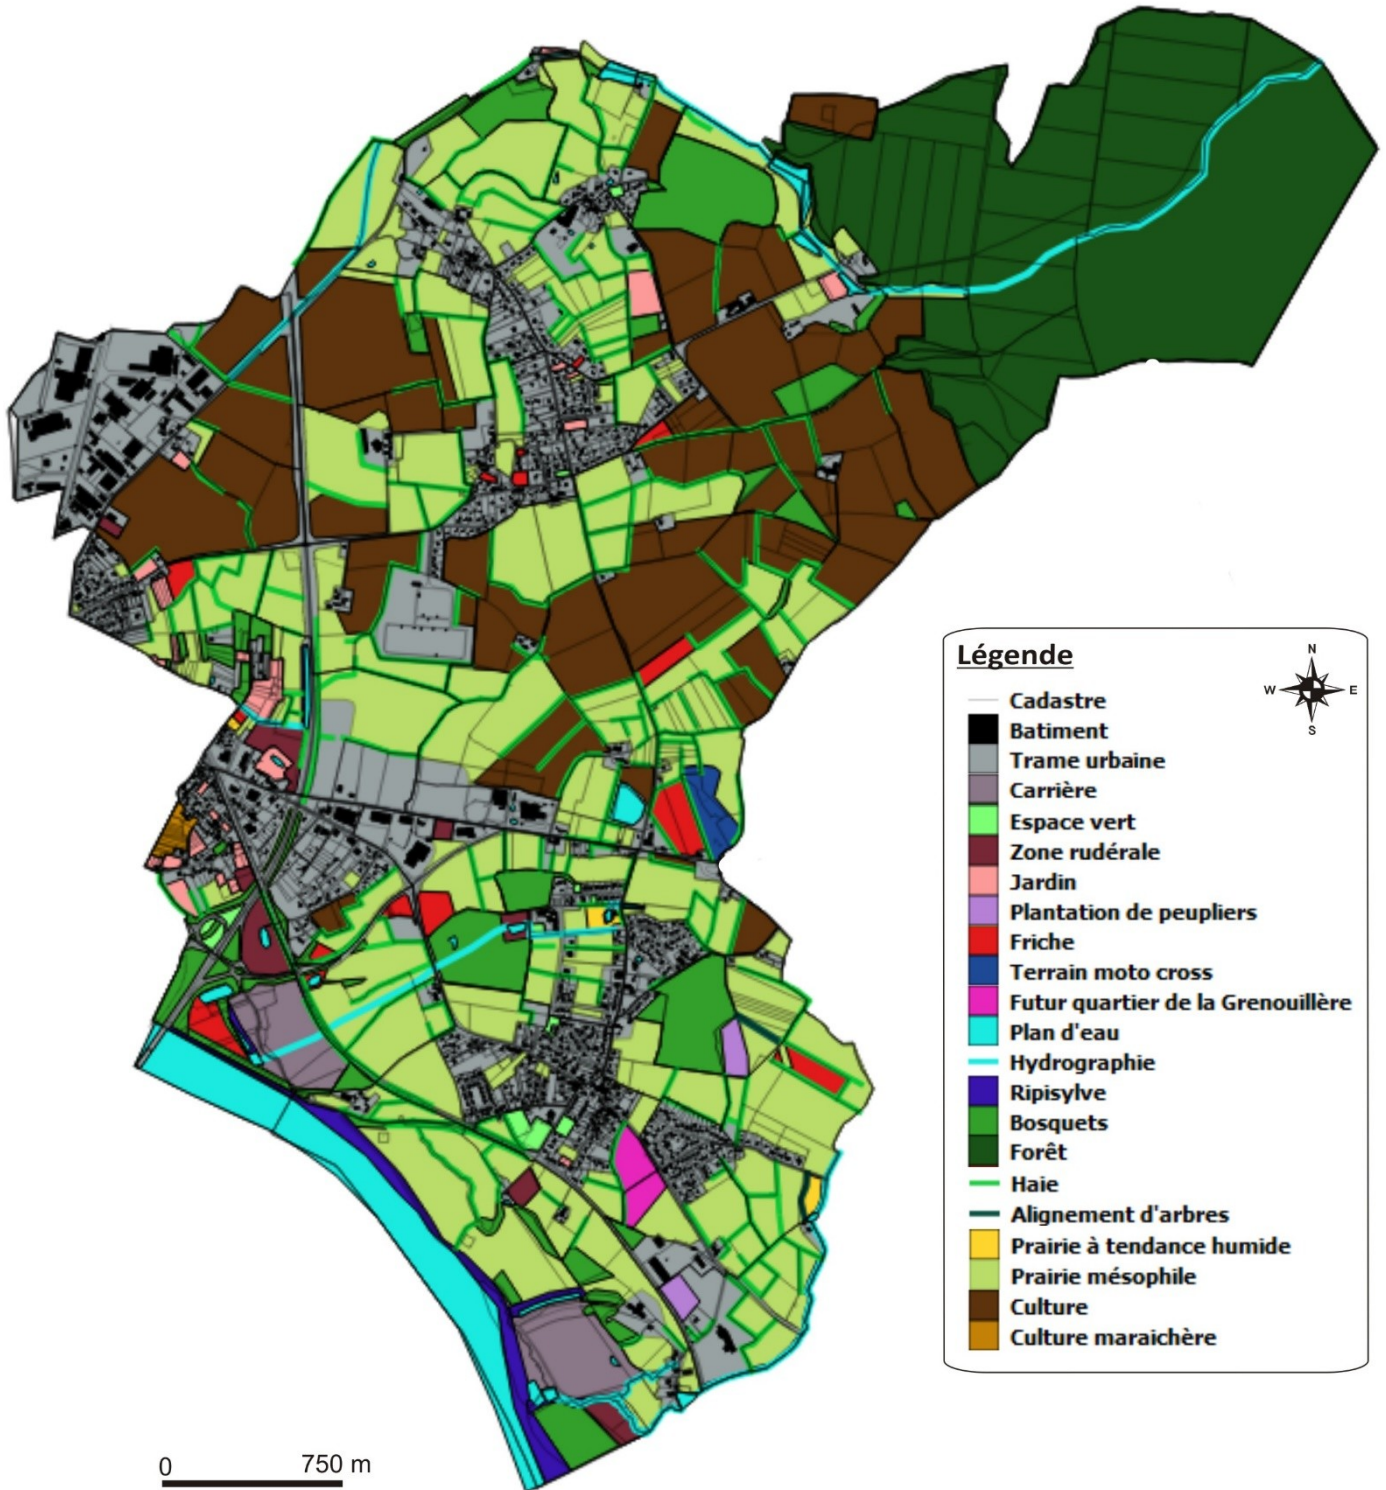 Légende
N
W
E
S
Cadastre
Batiment
Trame urbaine
Carrière
Espace vert
Zone rudérale
Jardin
Plantation de peupliers
Friche
Terrain moto cross
Futur quartier de la Grenouillère
Plan d'eau
Hydrographie
Ripisylve
Bosquets
Forêt
Haie
Alignement d'arbres
Prairie à tendance humide
Prairie mésophile
Culture
Culture maraichère
0 750 m